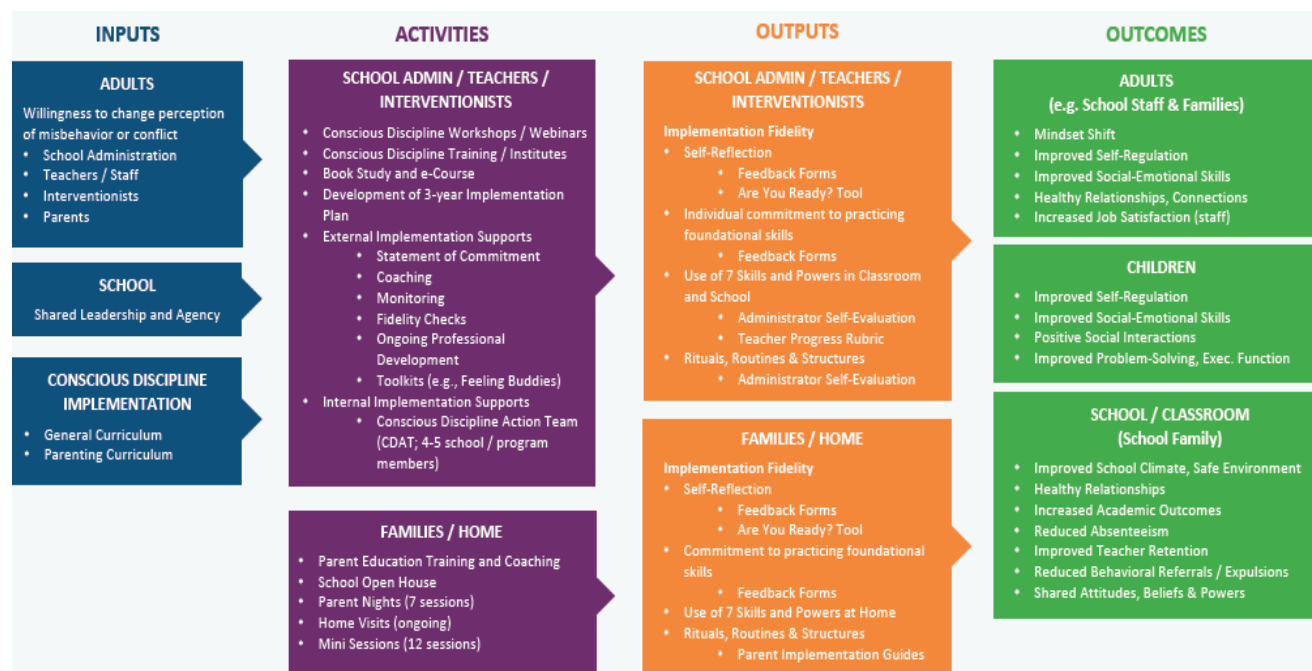 INPUTS
ADULTS
Willingness to change perception
of misbehavior or conflict
• School Administration
• Teachers / Staff
• Interventionists
• Parents
SCHOOL
Shared Leadership and Agency
CONSCIOUS DISCIPLINE
IMPLEMENTATION
• General Curriculum
• Parenting Curriculum
ACTIVITIES
SCHOOL ADMIN / TEACHERS /
INTERVENTIONISTS
• Conscious Discipline Workshops / Webinars
• Conscious Discipline Training / Institutes
• Book Study and e-Course
• Development of 3-year Implementation
Plan
• External Implementation Supports
• Statement of Commitment
• Coaching
• Monitoring
• Fidelity Checks
• Ongoing Professional
Development
• Toolkits (e.g., Feeling Buddies)
• Internal Implementation Supports
• Conscious Discipline Action Team
(CDAT; 4-5 school / program
members)
FAMILIES / HOME
• Parent Education Training and Coaching
• School Open House
• Parent Nights (7 sessions)
• Home Visits (ongoing)
• Mini Sessions (12 sessions)
OUTPUTS
SCHOOL ADMIN / TEACHERS /
INTERVENTIONISTS
Implementation Fidelity
• Self-Reflection
• Feedback Forms
• Are You Ready? Tool
• Individual commitment to practicing
foundational skills
• Feedback Forms
• Use of 7 Skills and Powers in Classroom
and School
• Administrator Self-Evaluation
• Teacher Progress Rubric
• Rituals, Routines & Structures
• Administrator Self-Evaluation
FAMILIES / HOME
Implementation Fidelity
• Self-Reflection
• Feedback Forms
• Are You Ready? Tool
• Commitment to practicing foundational
skills
• Feedback Forms
• Use of 7 Skills and Powers at Home
• Rituals, Routines & Structures
• Parent Implementation Guides
OUTCOMES
ADULTS
(e.g. School Staff & Families)
• Mindset Shift
• Improved Self-Regulation
• Improved Social-Emotional Skills
• Healthy Relationships, Connections
• Increased Job Satisfaction (staff)
CHILDREN
• Improved Self-Regulation
• Improved Social-Emotional Skills
• Positive Social Interactions
• Improved Problem-Solving, Exec. Function
SCHOOL / CLASSROOM
(School Family)
• Improved School Climate, Safe Environment
• Healthy Relationships
• Increased Academic Outcomes
• Reduced Absenteeism
• Improved Teacher Retention
• Reduced Behavioral Referrals / Expulsions
• Shared Attitudes, Beliefs & Powers